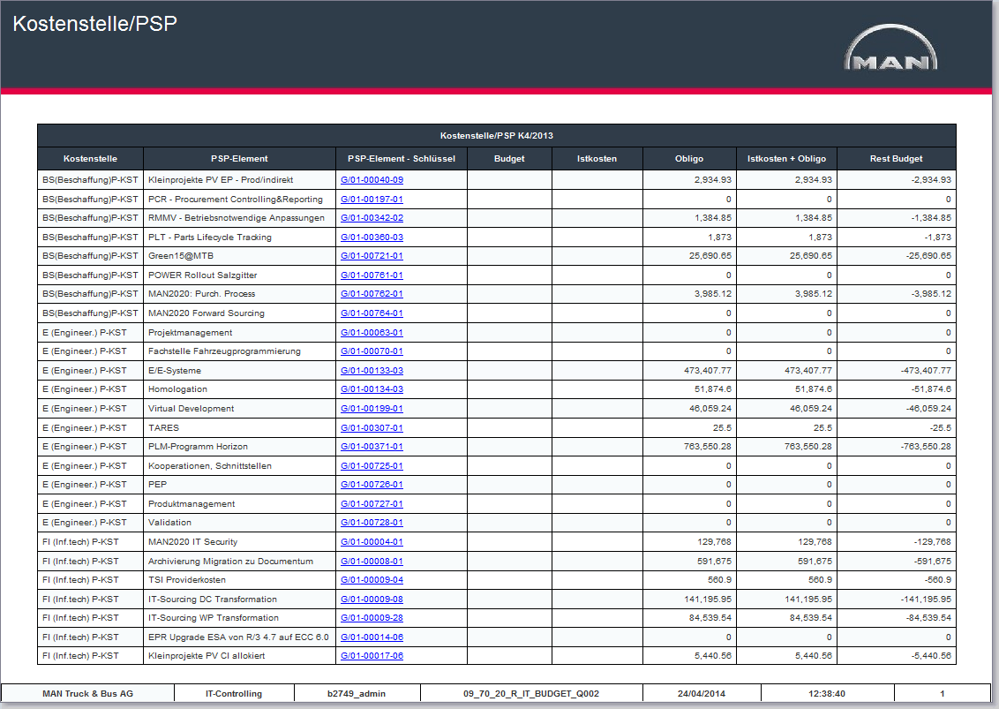 Kostenstelle/PSP
MAN
Kostenstelle/PSP K4/2013
Kostenstelle PSP-Element PSP-Element - Schlüssel Budget Istkosten Obligo Istkosten + Obligo Rest Budget
BS(Beschaffung)P-KST Kleinprojekte PV EP - Prod/indirekt G/01-00040-09 2,934.93 2,934.93 -2,934.93
BS(Beschaffung)P-KST PCR - Procurement Controlling&Reporting G/01-00197-01 0 0 0
BS(Beschaffung)P-KST RMMV - Betriebsnotwendige Anpassungen G/01-00342-02 1,384.85 1,384.85 -1,384.85
BS(Beschaffung)P-KST PLT - Parts Lifecycle Tracking G/01-00360-03 1,873 1,873 -1,873
BS(Beschaffung)P-KST Green15@MTB G/01-00721-01 25,690.65 25,690.65 -25,690.65
BS(Beschaffung)P-KST POWER Rollout Salzgitter G/01-00761-01 0 0 0
BS(Beschaffung)P-KST MAN2020: Purch. Process G/01-00762-01 3,985.12 3,985.12 -3,985.12
BS(Beschaffung)P-KST MAN2020 Forward Sourcing G/01-00764-01 0 0 0
E (Engineer.) P-KST Projektmanagement G/01-00063-01 0 0 0
E (Engineer.) P-KST Fachstelle Fahrzeugprogrammierung G/01-00070-01 0 0 0
E (Engineer.) P-KST E/E-Systeme G/01-00133-03 473,407.77 473,407.77 -473,407.77
E (Engineer.) P-KST Homologation G/01-00134-03 51,874.6 51,874.6 -51,874.6
E (Engineer.) P-KST Virtual Development G/01-00199-01 46,059.24 46,059.24 -46,059.24
E (Engineer.) P-KST TARES G/01-00307-01 25.5 25.5 -25.5
E (Engineer.) P-KST PLM-Programm Horizon G/01-00371-01 763,550.28 763,550.28 -763,550.28
E (Engineer.) P-KST Kooperationen, Schnittstellen G/01-00725-01 0 0 0
E (Engineer.) P-KST PEP G/01-00726-01 0 0 0
E (Engineer.) P-KST Produktmanagement G/01-00727-01 0 0 0
E (Engineer.) P-KST Validation G/01-00728-01 0 0 0
FI (Inf.tech) P-KST MAN2020 IT Security G/01-00004-01 129,768 129,768 -129,768
FI (Inf.tech) P-KST Archivierung Migration zu Documentum G/01-00008-01 591,675 591,675 -591,675
FI (Inf.tech) P-KST TSI Providerkosten G/01-00009-04 560.9 560.9 -560.9
FI (Inf.tech) P-KST IT-Sourcing DC Transformation G/01-00009-08 141,195.95 141,195.95 -141,195.95
FI (Inf.tech) P-KST IT-Sourcing WP Transformation G/01-00009-28 84,539.54 84,539.54 -84,539.54
FI (Inf.tech) P-KST EPR Upgrade ESA von R/3 4.7 auf ECC 6.0 G/01-00014-06 0 0 0
FI (Inf.tech) P-KST Kleinprojekte PV CI allokiert G/01-00017-06 5,440.56 5,440.56 -5,440.56
MAN Truck & Bus AG IT-Controlling b2749_admin 09_70_20_R_IT_BUDGET_Q002 24/04/2014 12:38:40 1